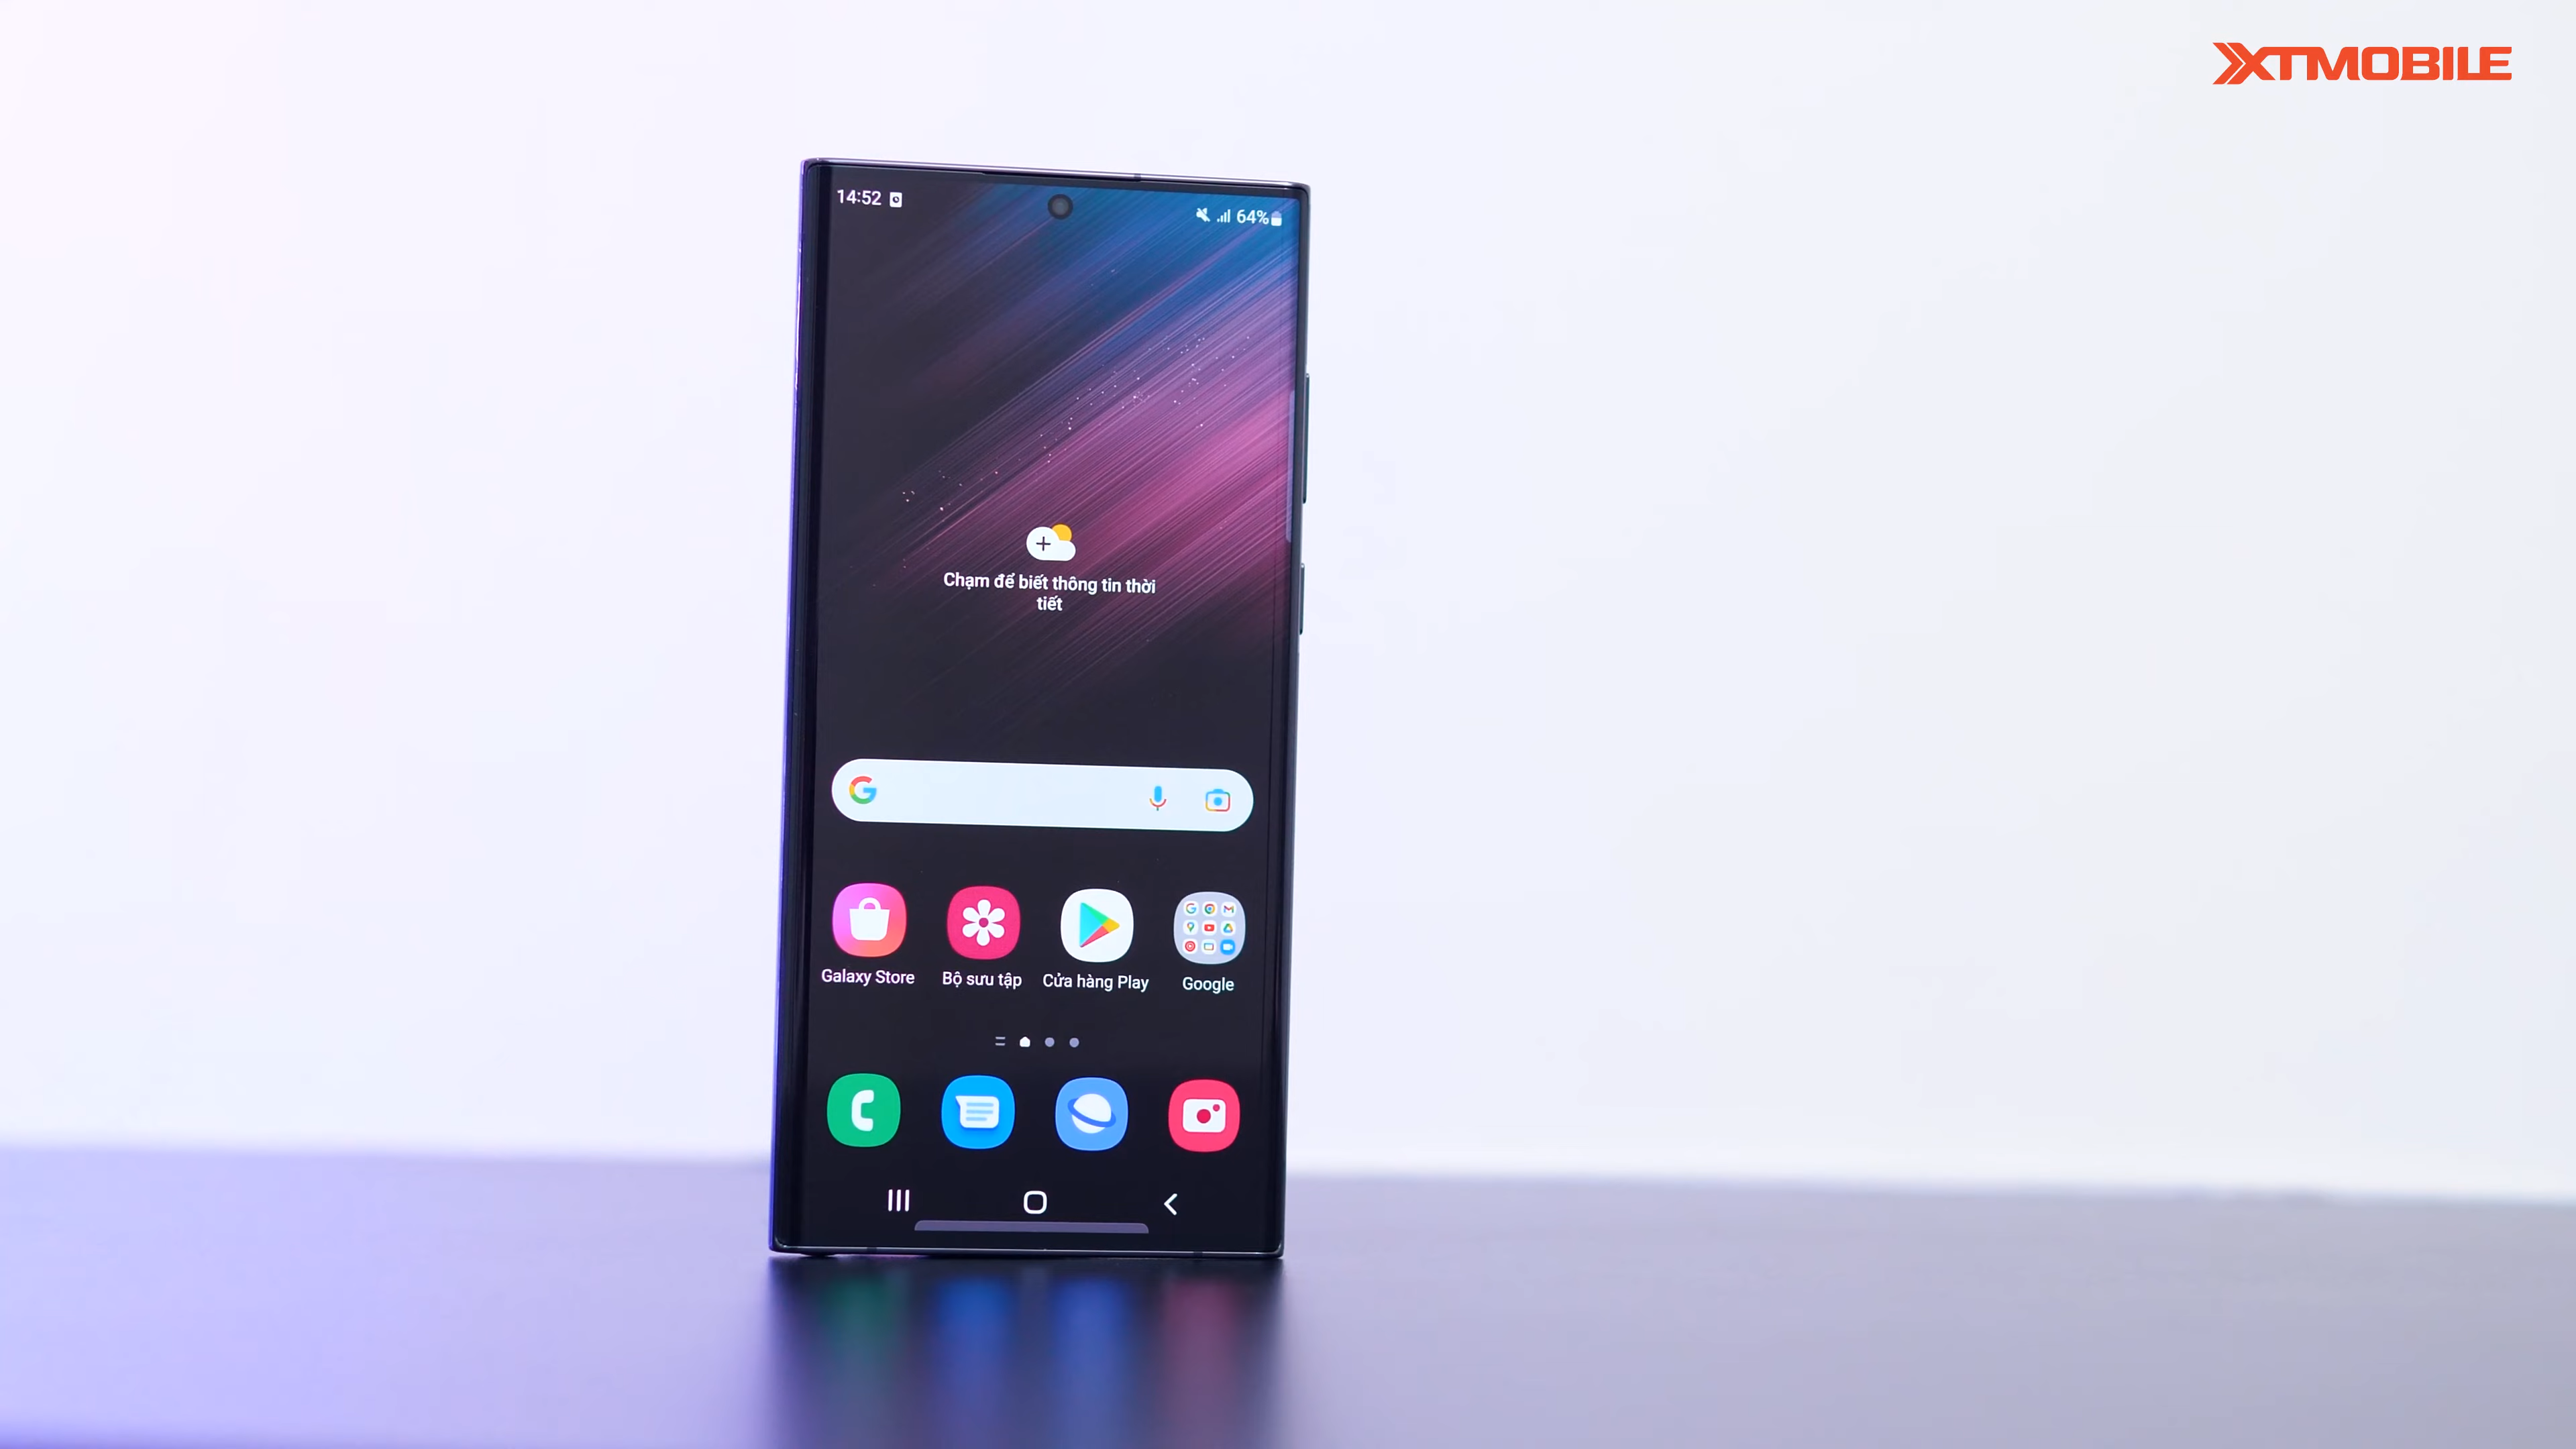 XTMOBILE
14:52
64%
Chạm để biết thông tin thời
tiết
Galaxy Store
Bộ sưu tập
Cửa hàng Play
Google